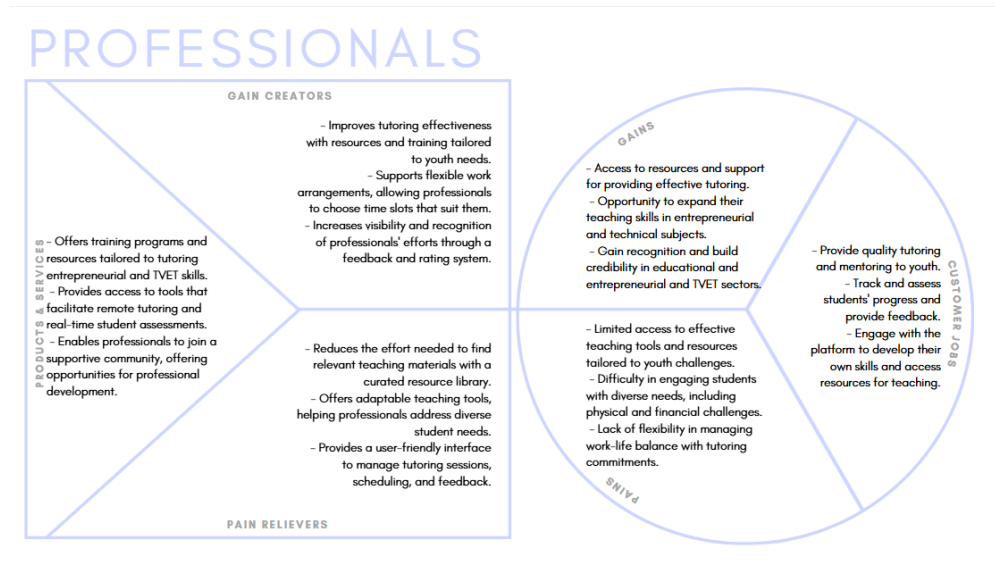 PROFESSIONALS
GAIN CREATORS
- Improves tutoring effectiveness
with resources and training tailored
to youth needs.
- Supports flexible work
arrangements, allowing professionals
to choose time slots that suit them.
- Increases visibility and recognition
of professionals' efforts through a
feedback and rating system.
PRODUCTS & SERVICES
- Offers training programs and
resources tailored to tutoring
entrepreneurial and TVET skills.
- Provides access to tools that
facilitate remote tutoring and
real-time student assessments.
- Enables professionals to join a
supportive community, offering
opportunities for professional
development.
- Reduces the effort needed to find
relevant teaching materials with a
curated resource library.
- Offers adaptable teaching tools,
helping professionals address diverse
student needs.
- Provides a user-friendly interface
to manage tutoring sessions,
scheduling, and feedback.
PAIN RELIEVERS
GAINS
- Access to resources and support
for providing effective tutoring.
- Opportunity to expand their
teaching skills in entrepreneurial
and technical subjects.
- Gain recognition and build
credibility in educational and
entrepreneurial and TVET sectors.
- Limited access to effective
teaching tools and resources
tailored to youth challenges.
- Difficulty in engaging students
with diverse needs, including
physical and financial challenges.
- Lack of flexibility in managing
work-life balance with tutoring
commitments.
PAINS
- Provide quality tutoring
and mentoring to youth.
- Track and assess
students' progress and
provide feedback.
- Engage with the
platform to develop their
own skills and access
resources for teaching.
CUSTOMER JOBS